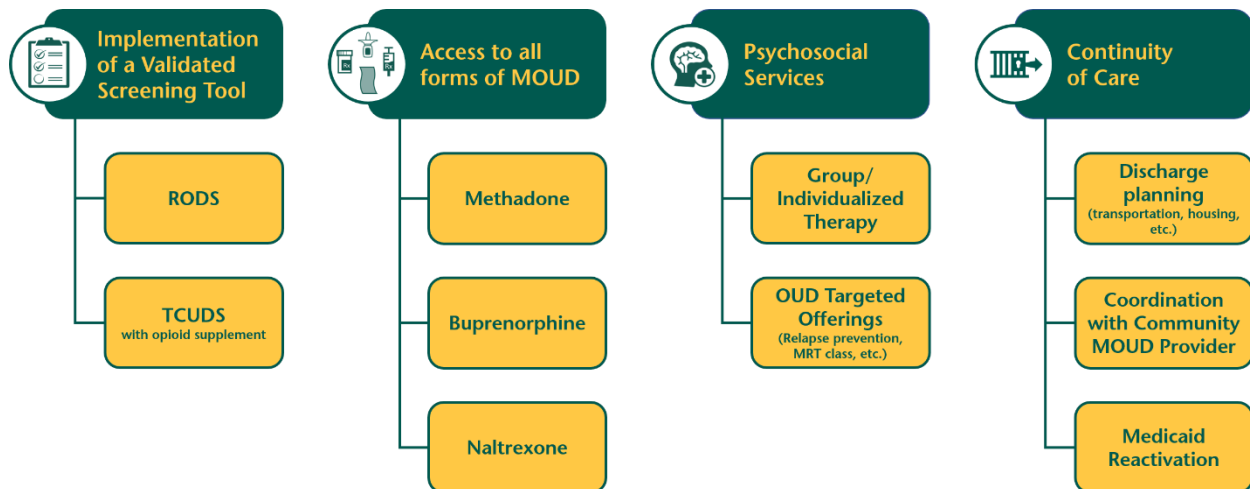 Implementation
of a Validated
Screening Tool
RODS
TCUDS
with opioid supplement
Rx
Rx
Access to all
forms of MOUD
Methadone
Buprenorphine
Naltrexone
Psychosocial
Services
Group/
Individualized
Therapy
OUD Targeted
Offerings
(Relapse prevention,
MRT class, etc.)
Continuity
of Care
Discharge
planning
(transportation, housing,
etc.)
Coordination
with Community
MOUD Provider
Medicaid
Reactivation